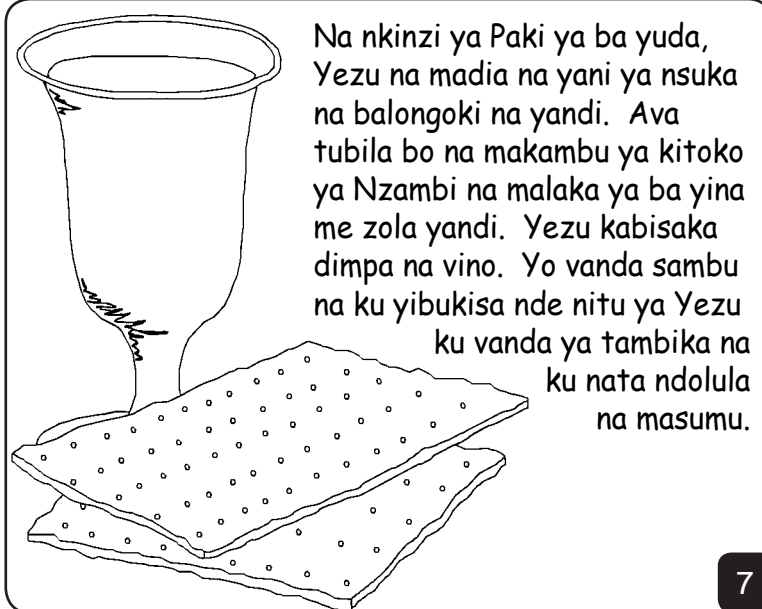 Na nkinzi ya Paki ya ba yuda,
Yezu na madia na yani ya nsuka
na balongoki na yandi. Ava
tubila bo na makambu ya kitoko
ya Nzambi na malaka ya ba yina
me zola yandi. Yezu kabisaka
dimpa na vino. Yo vanda sambu
na ku yibukisa nde nitu ya Yezu
ku vanda ya tambika na
ku nata ndolula
na masumu.
7